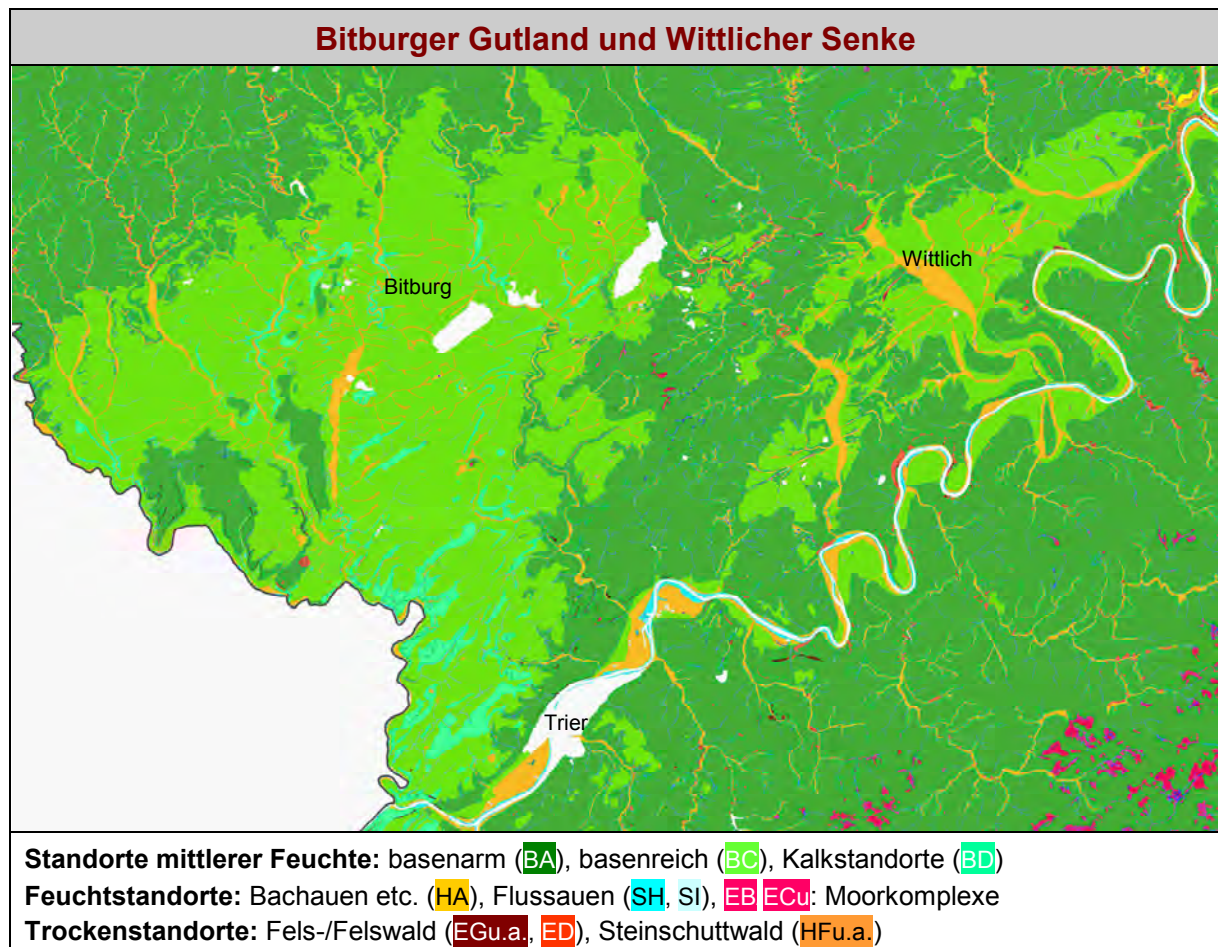 Bitburger Gutland und Wittlicher Senke
Wittlich
Bitburg
Trier
Standorte mittlerer Feuchte: basenarm (BA), basenreich (BC), Kalkstandorte (BD)
Feuchtstandorte: Bachauen etc. (HA), Flussauen (SH, SI), EB ECu: Moorkomplexe
Trockenstandorte: Fels-/Felswald (EGu.a., ED), Steinschuttwald (HFu.a.)